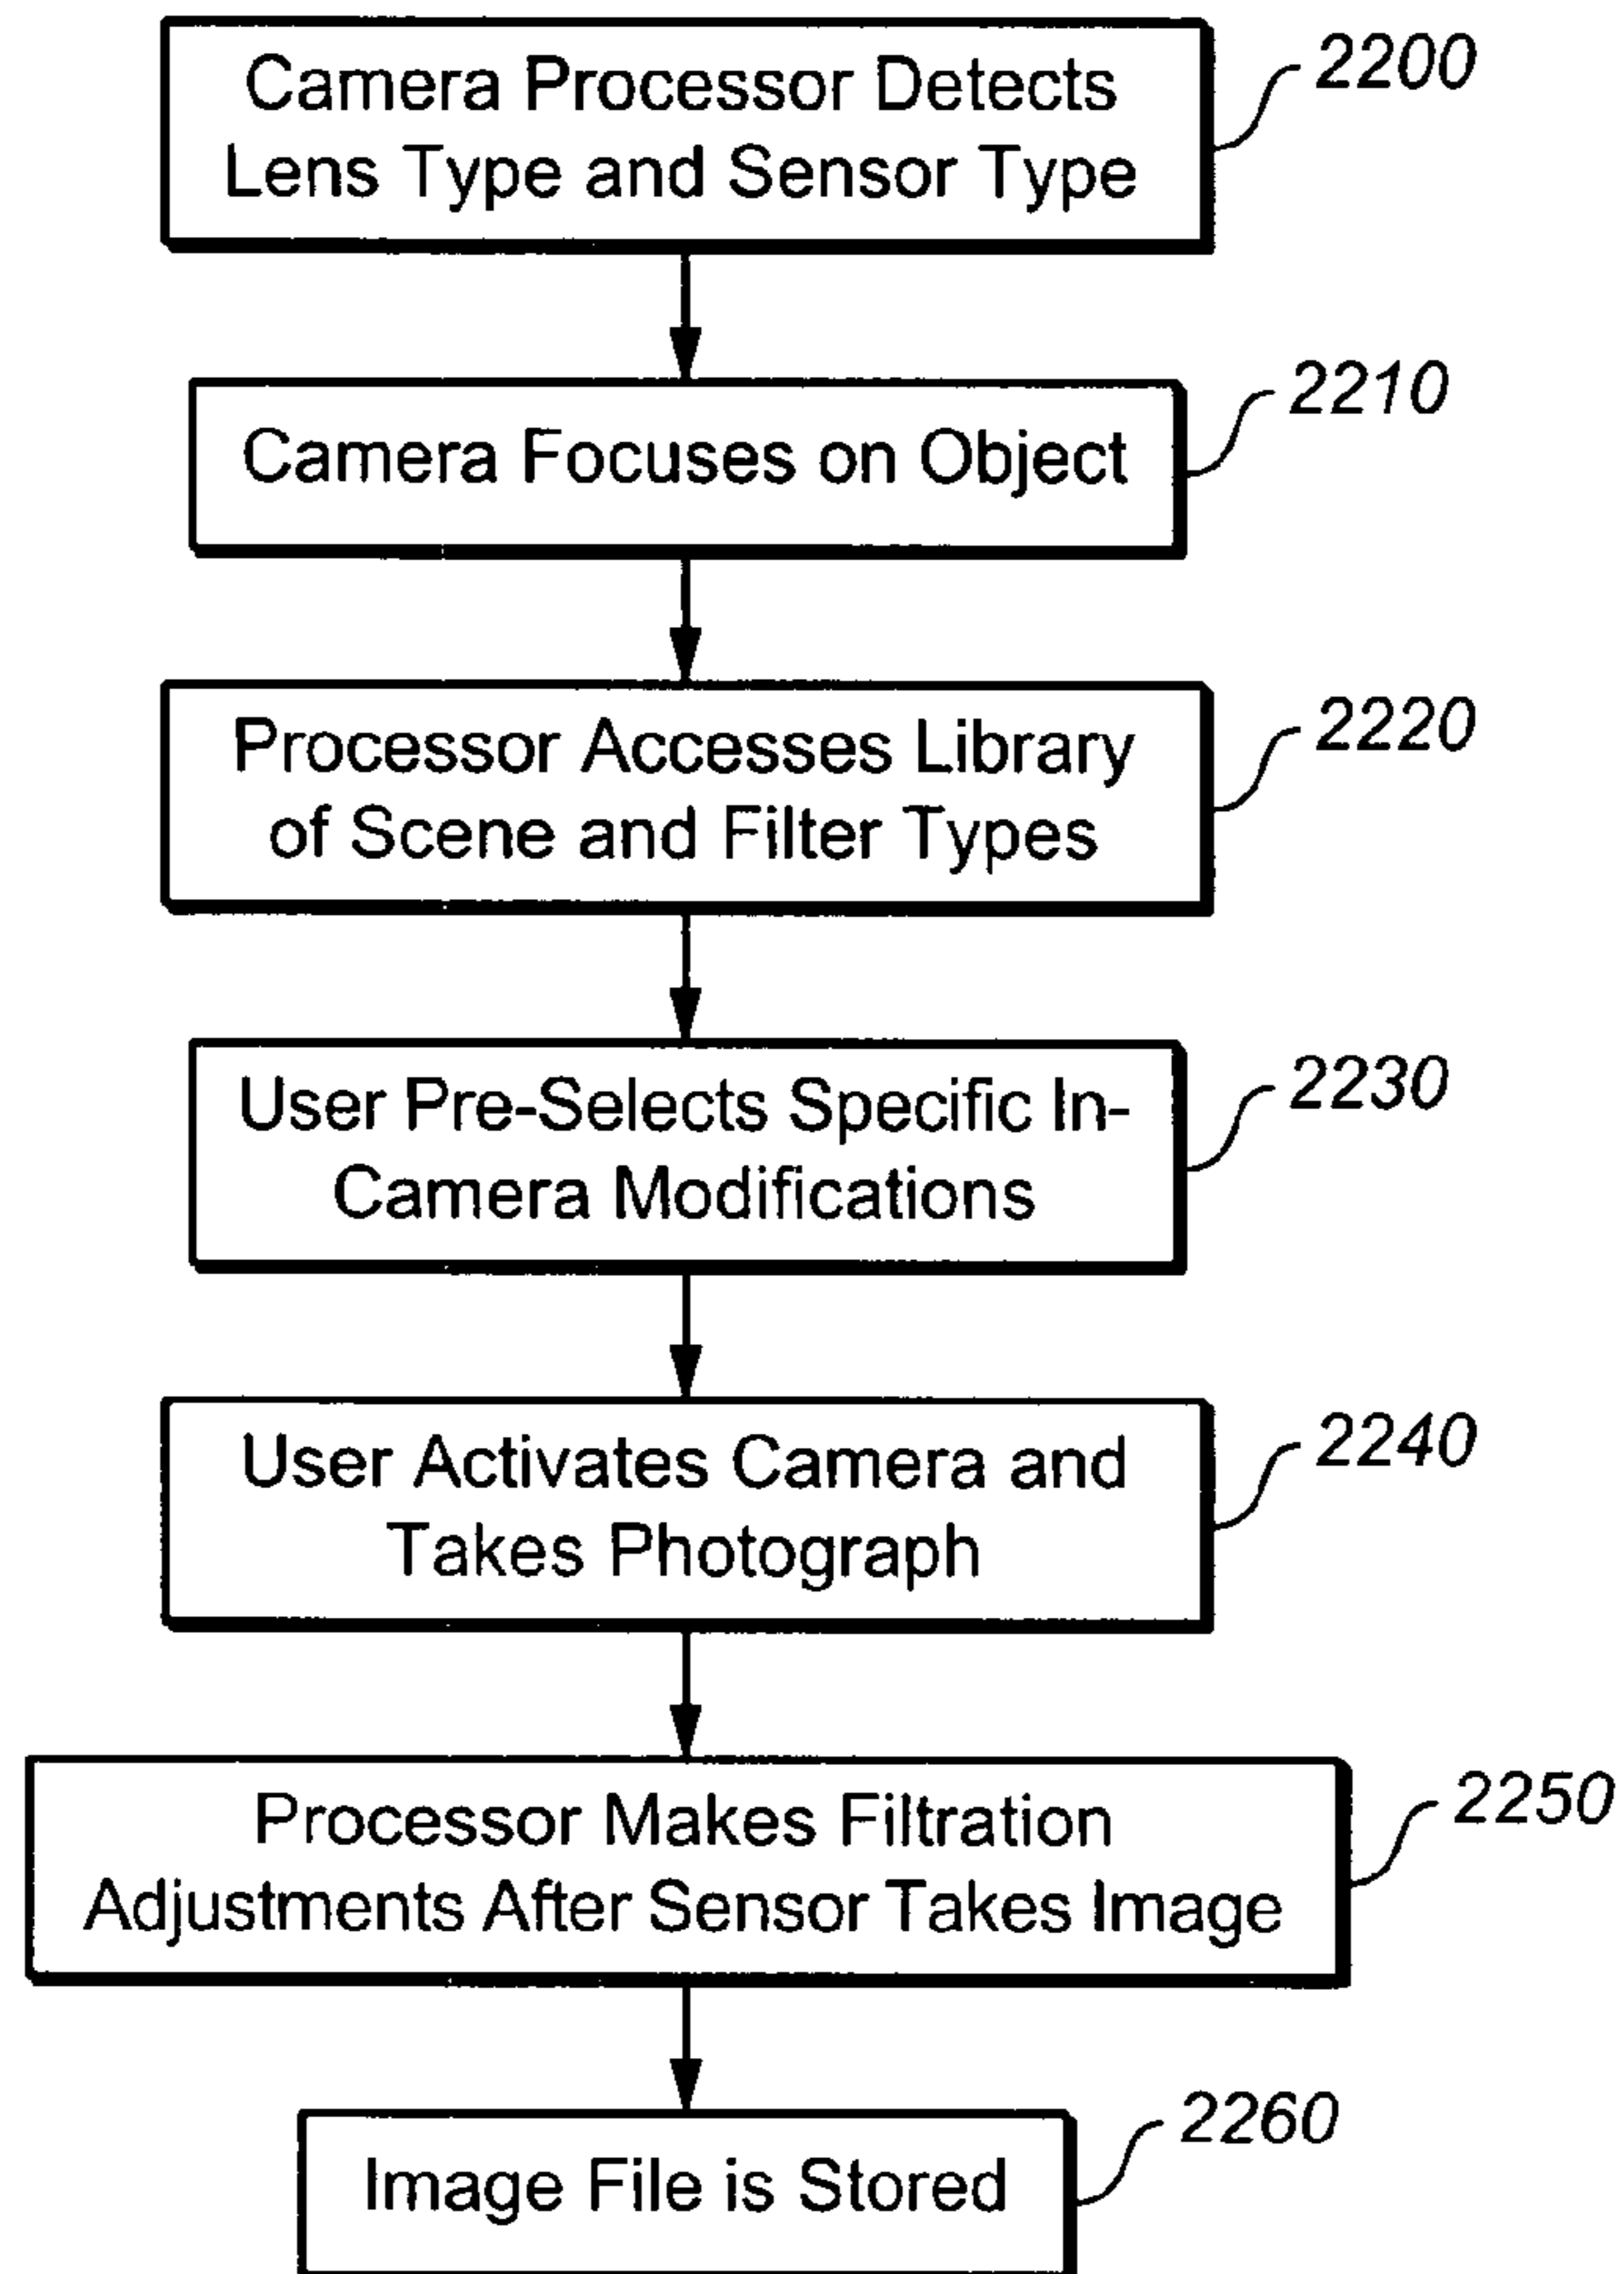 Camera Processor Detects
Lens Type and Sensor Type
2200
Camera Focuses on Object
2210
Processor Accesses Library
of Scene and Filter Types
2220
User Pre-Selects Specific In-
Camera Modifications
2230
User Activates Camera and
Takes Photograph
2240
Processor Makes Filtration
Adjustments After Sensor Takes Image
2250
Image File is Stored
2260